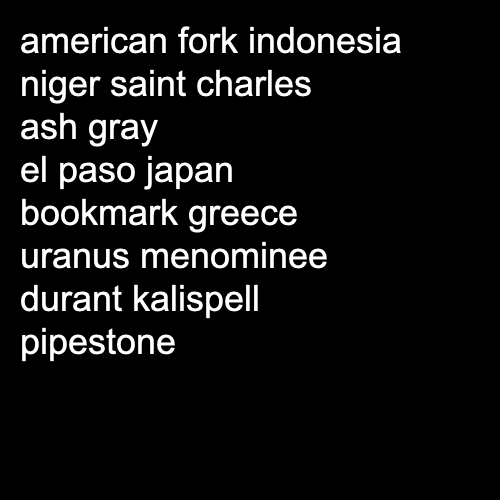 american fork indonesia
niger saint charles
ash gray
el paso japan
bookmark greece
uranus menominee
durant kalispell
pipestone